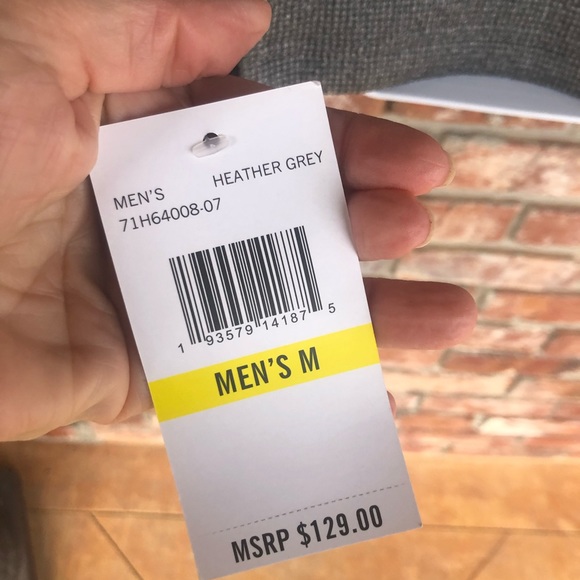 MEN'S HEATHER GREY
71H64008-07
1 93579 14187 5
MEN'S M
MSRP $129.00